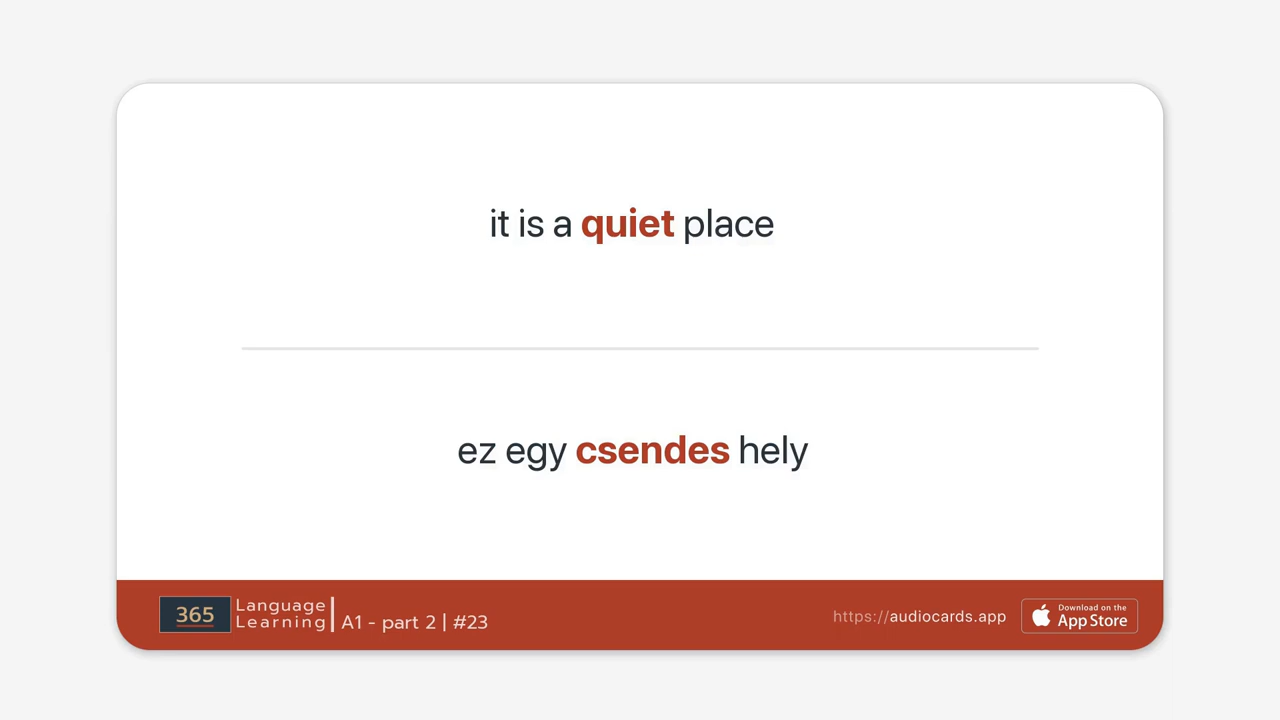 it is a quiet place
ez egy csendes hely
365
Language
Learning
A1 - part 2 | #23
https://audiocards.app
Download on the
App Store